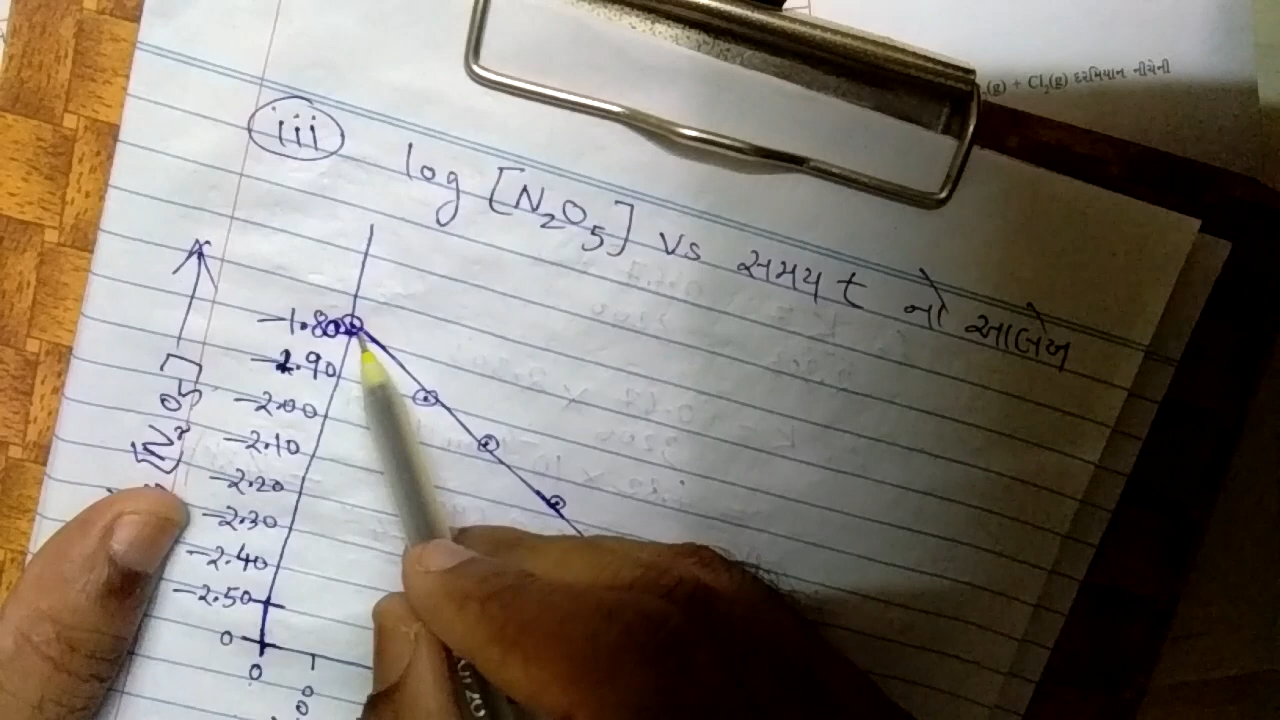 (g) + Cl₂(g) દરમિયાન નીચેની
iii
log [N₂O₅] vs સમય t નો આલેખ
-1.80
-1.90
-2.00
-2.10
-2.20
-2.30
-2.40
-2.50
0
0
[N₂O₅]